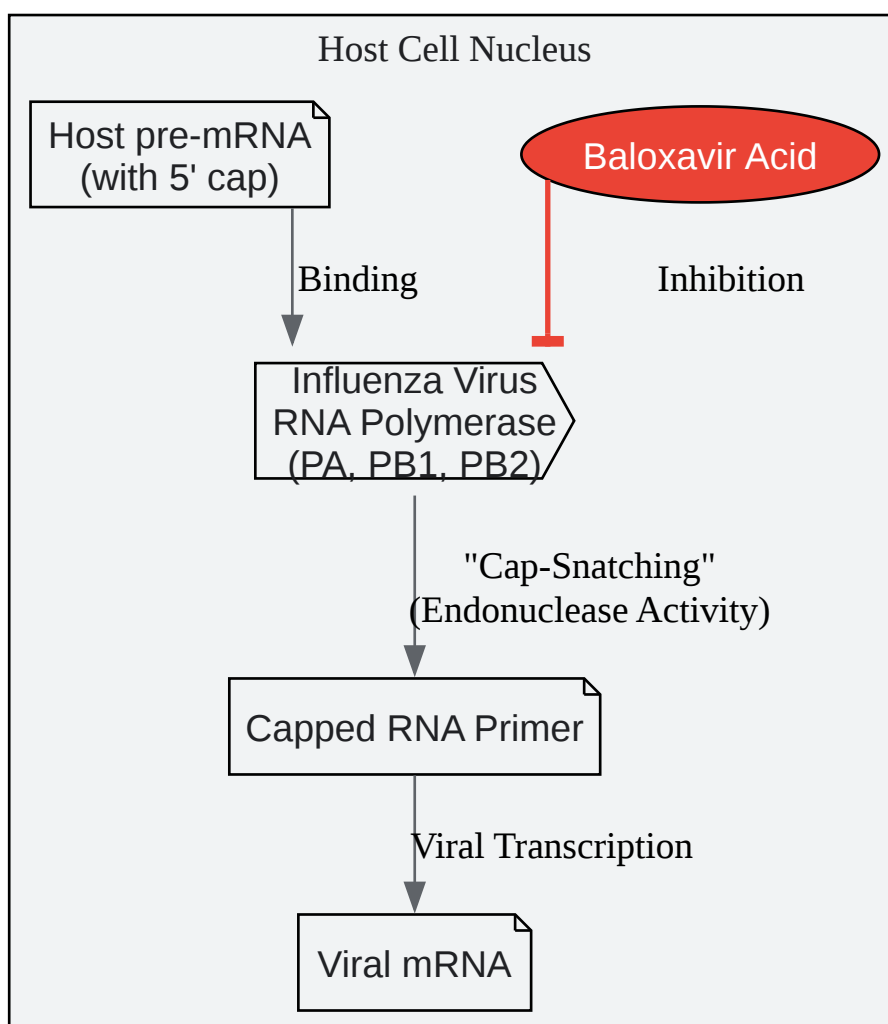 Host Cell Nucleus
Host pre-mRNA
(with 5' cap)
Baloxavir Acid
Binding
Inhibition
Influenza Virus
RNA Polymerase
(PA, PB1, PB2)
"Cap-Snatching"
(Endonuclease Activity)
Capped RNA Primer
Viral Transcription
Viral mRNA